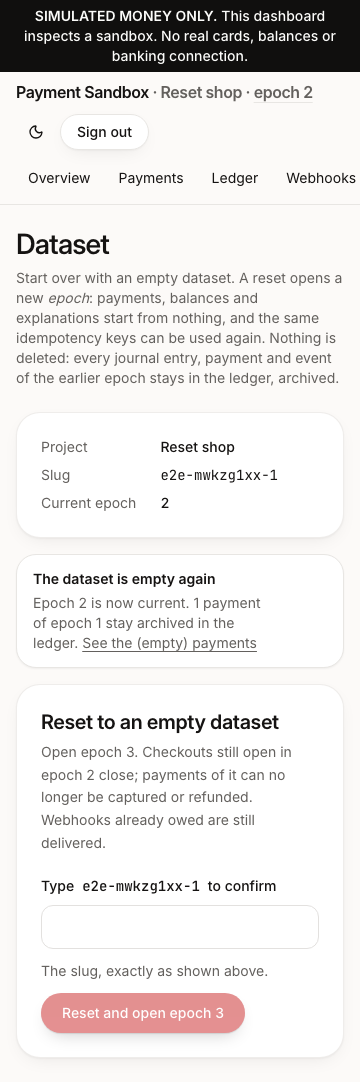 SIMULATED MONEY ONLY. This dashboard
inspects a sandbox. No real cards, balances or
banking connection.
Payment Sandbox · Reset shop · epoch 2
Sign out
Overview Payments Ledger Webhooks
Dataset
Start over with an empty dataset. A reset opens a
new epoch: payments, balances and
explanations start from nothing, and the same
idempotency keys can be used again. Nothing is
deleted: every journal entry, payment and event
of the earlier epoch stays in the ledger, archived.
Project Reset shop
Slug e2e-mwkzg1xx-1
Current epoch 2
The dataset is empty again
Epoch 2 is now current. 1 payment
of epoch 1 stay archived in the
ledger. See the (empty) payments
Reset to an empty dataset
Open epoch 3. Checkouts still open in
epoch 2 close; payments of it can no
longer be captured or refunded.
Webhooks already owed are still
delivered.
Type e2e-mwkzg1xx-1 to confirm
The slug, exactly as shown above.
Reset and open epoch 3